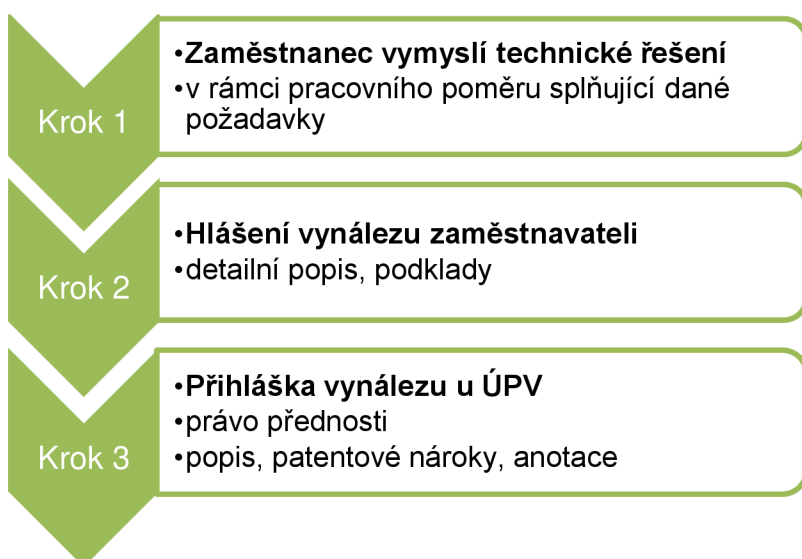 Krok 1
•Zaměstnanec vymyslí technické řešení
•v rámci pracovního poměru splňující dané
požadavky
Krok 2
•Hlášení vynálezu zaměstnavateli
•detailní popis, podklady
Krok 3
•Přihláška vynálezu u ÚPV
•právo přednosti
•popis, patentové nároky, anotace